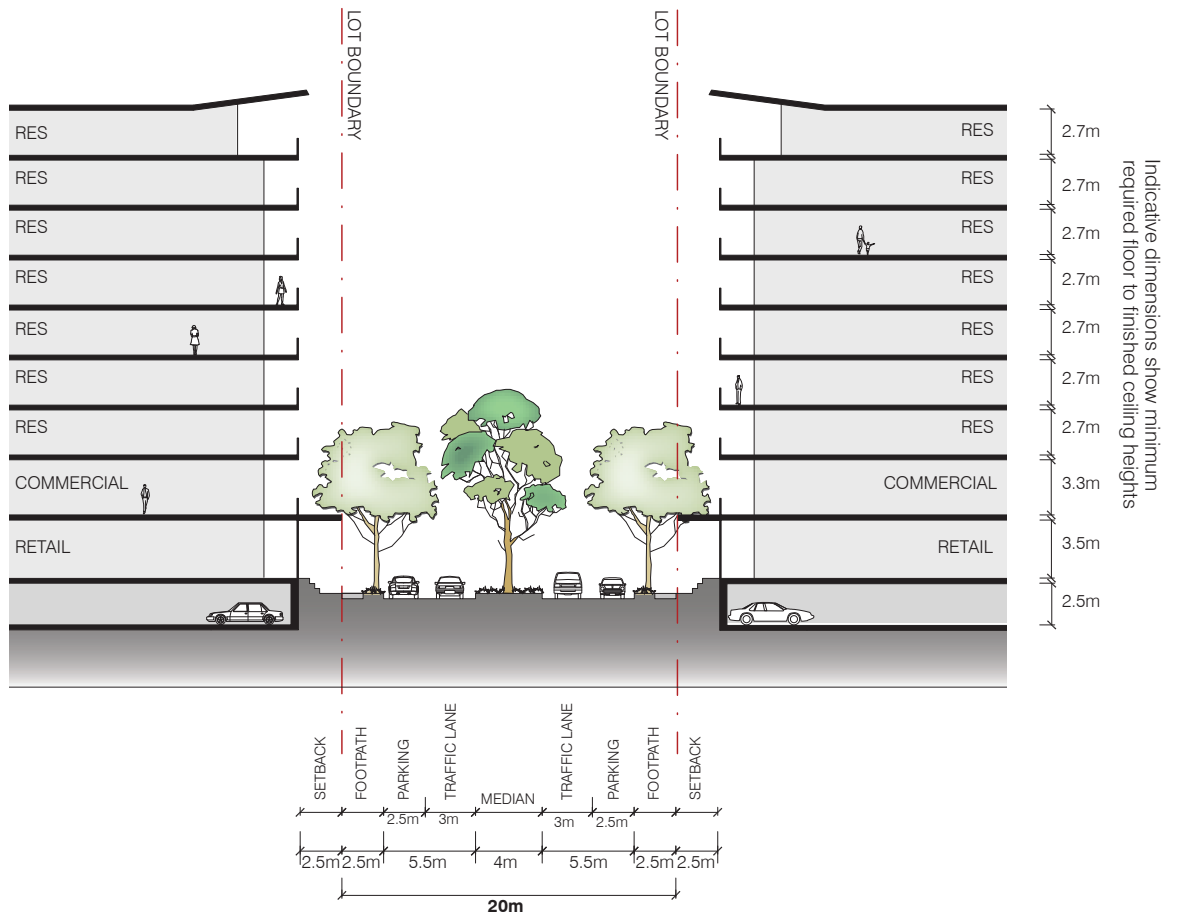 LOT BOUNDARY
LOT BOUNDARY
RES
RES
2.7m
RES
RES
2.7m
RES
RES
2.7m
RES
RES
2.7m
RES
RES
2.7m
RES
RES
2.7m
RES
RES
2.7m
COMMERCIAL
COMMERCIAL
3.3m
RETAIL
RETAIL
3.5m
2.5m
Indicative dimensions show minimum
required floor to finished ceiling heights
SETBACK
FOOTPATH
PARKING
TRAFFIC LANE
MEDIAN
TRAFFIC LANE
PARKING
FOOTPATH
SETBACK
2.5m
3m
3m
2.5m
2.5m
2.5m
5.5m
4m
5.5m
2.5m
2.5m
20m